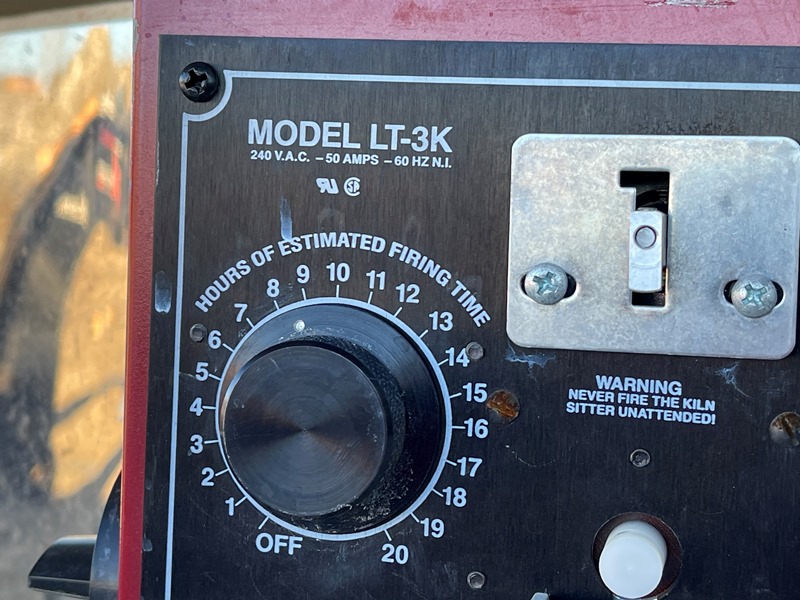 MODEL LT-3K
240 V.A.C. – 50 AMPS – 60 HZ N.I.
HOURS OF ESTIMATED FIRING TIME
OFF
1
2
3
4
5
6
7
8
9
10
11
12
13
14
15
16
17
18
19
20
WARNING
NEVER FIRE THE KILN
SITTER UNATTENDED!